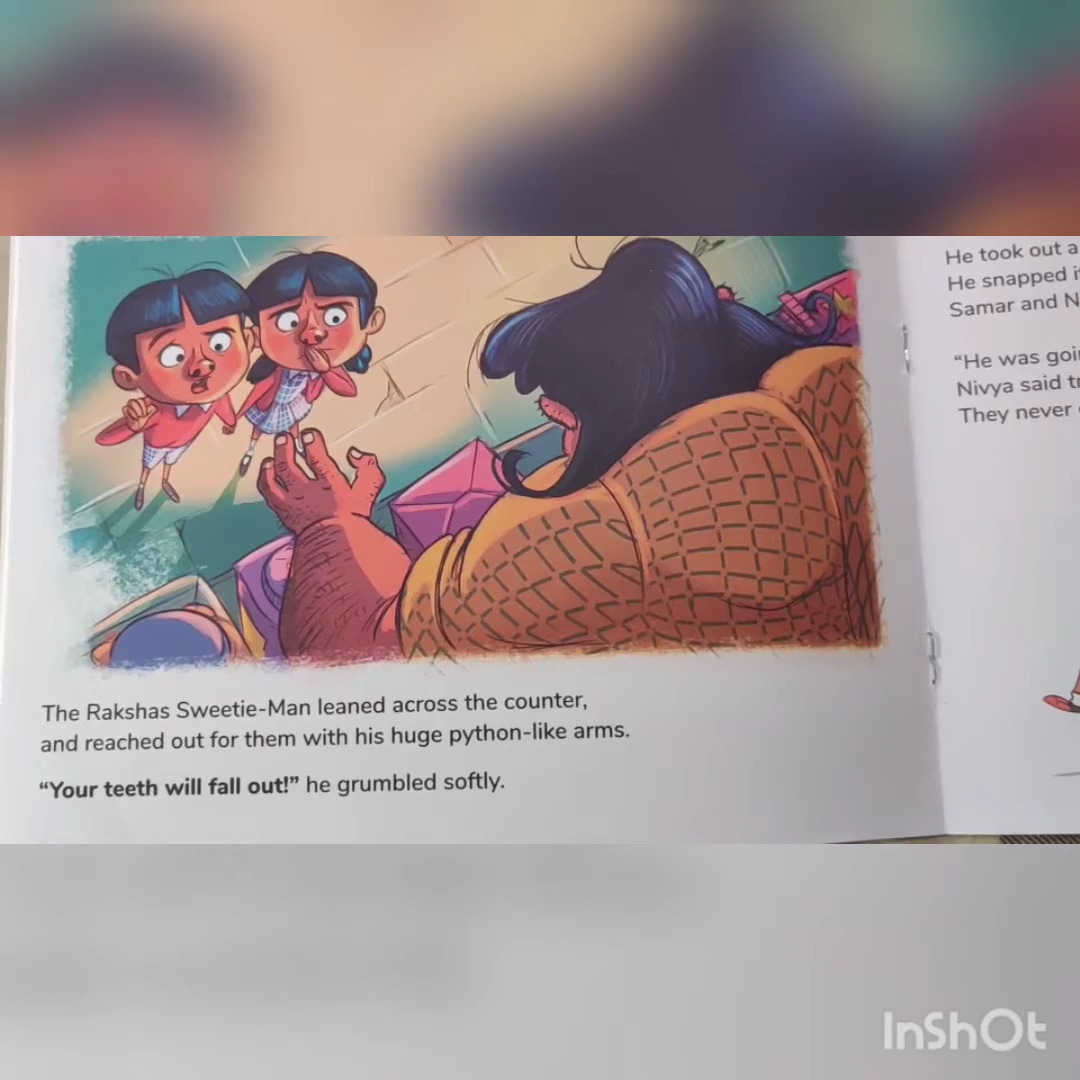 The Rakshas Sweetie-Man leaned across the counter,
and reached out for them with his huge python-like arms.
“Your teeth will fall out!” he grumbled softly.
He took out a
He snapped
Samar and
“He was
Nivya said
They never
InShOt